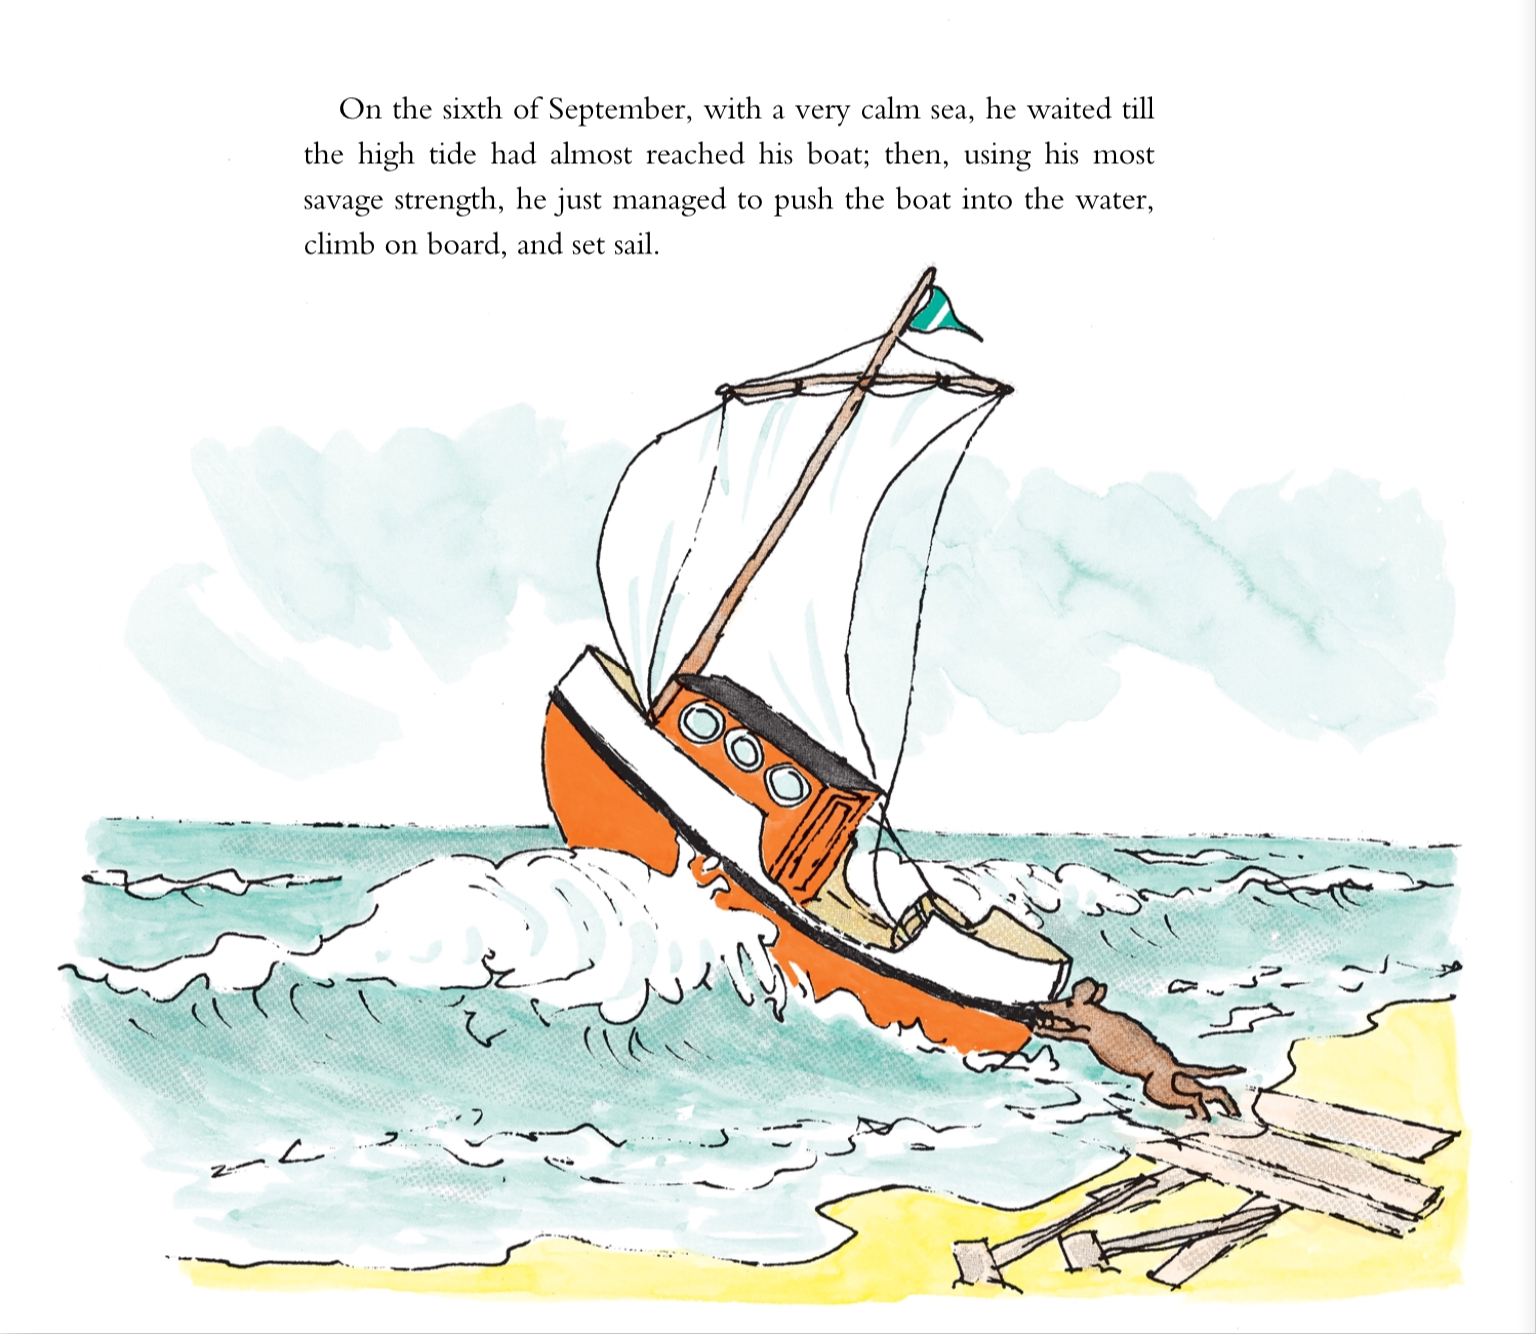 On the sixth of September, with a very calm sea, he waited till
the high tide had almost reached his boat; then, using his most
savage strength, he just managed to push the boat into the water,
climb on board, and set sail.